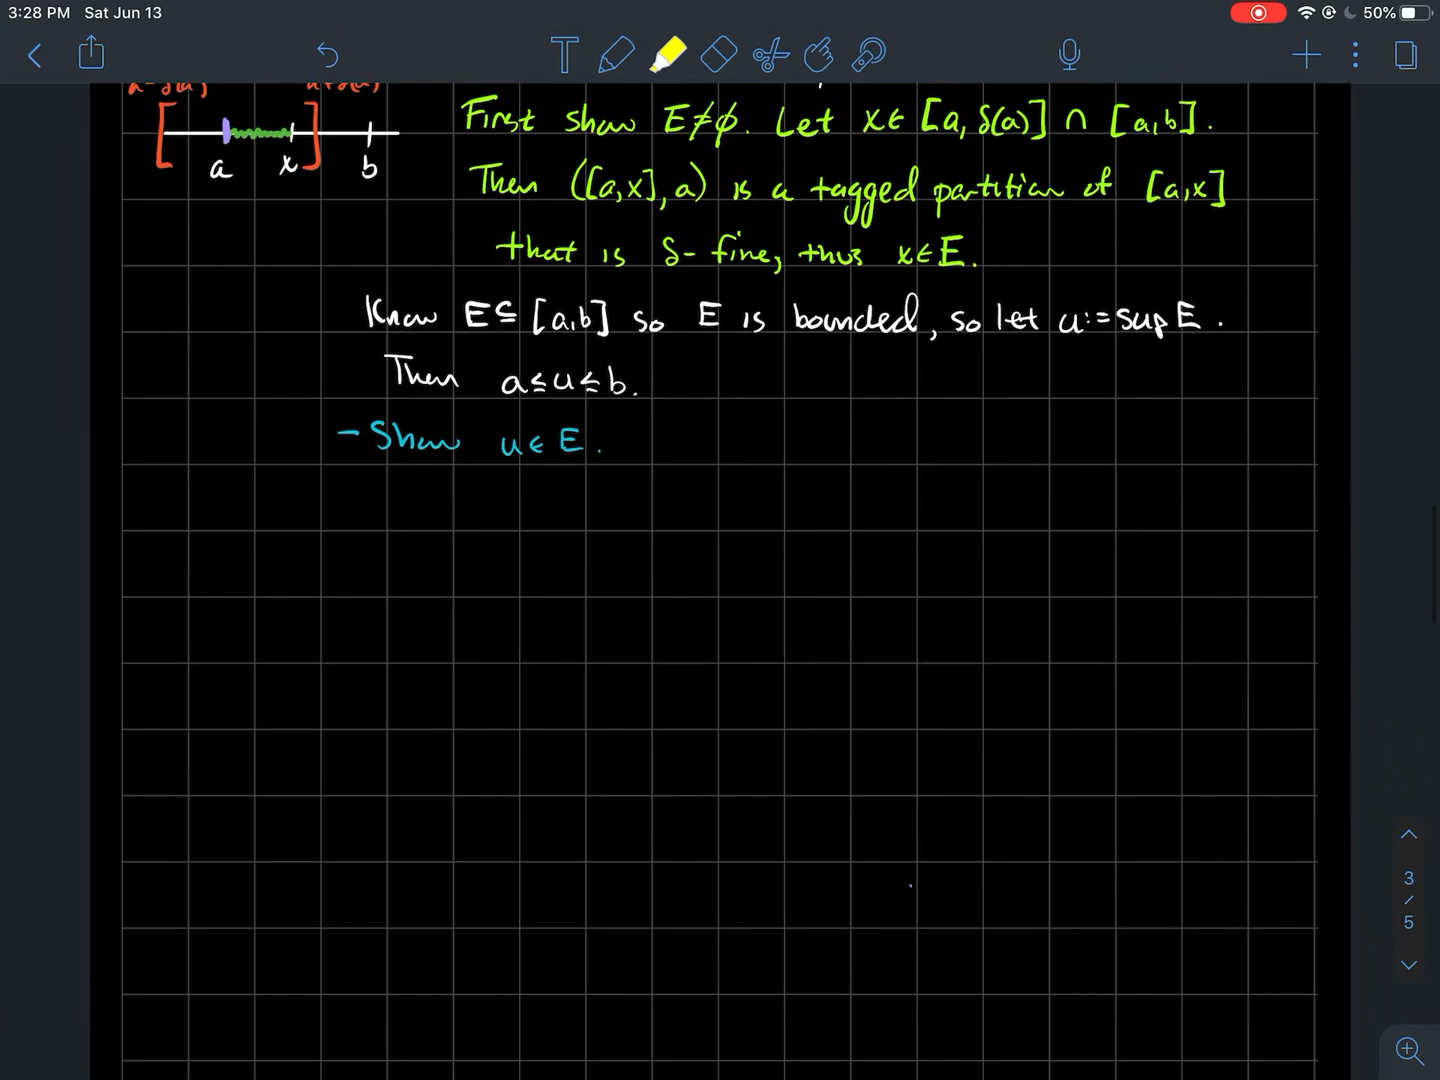 3:28 PM Sat Jun 13
50%
T
First show E≠φ. Let x∈[a, δ(a)] ∩ [a,b].
Then ([a,x], a) is a tagged partition of [a,x]
that is δ-fine, thus x∈E.
a x b
Know E⊆[a,b] so E is bounded, so let u:=sup E.
Then a≤u≤b.
- Show u∈E.
3
/
5